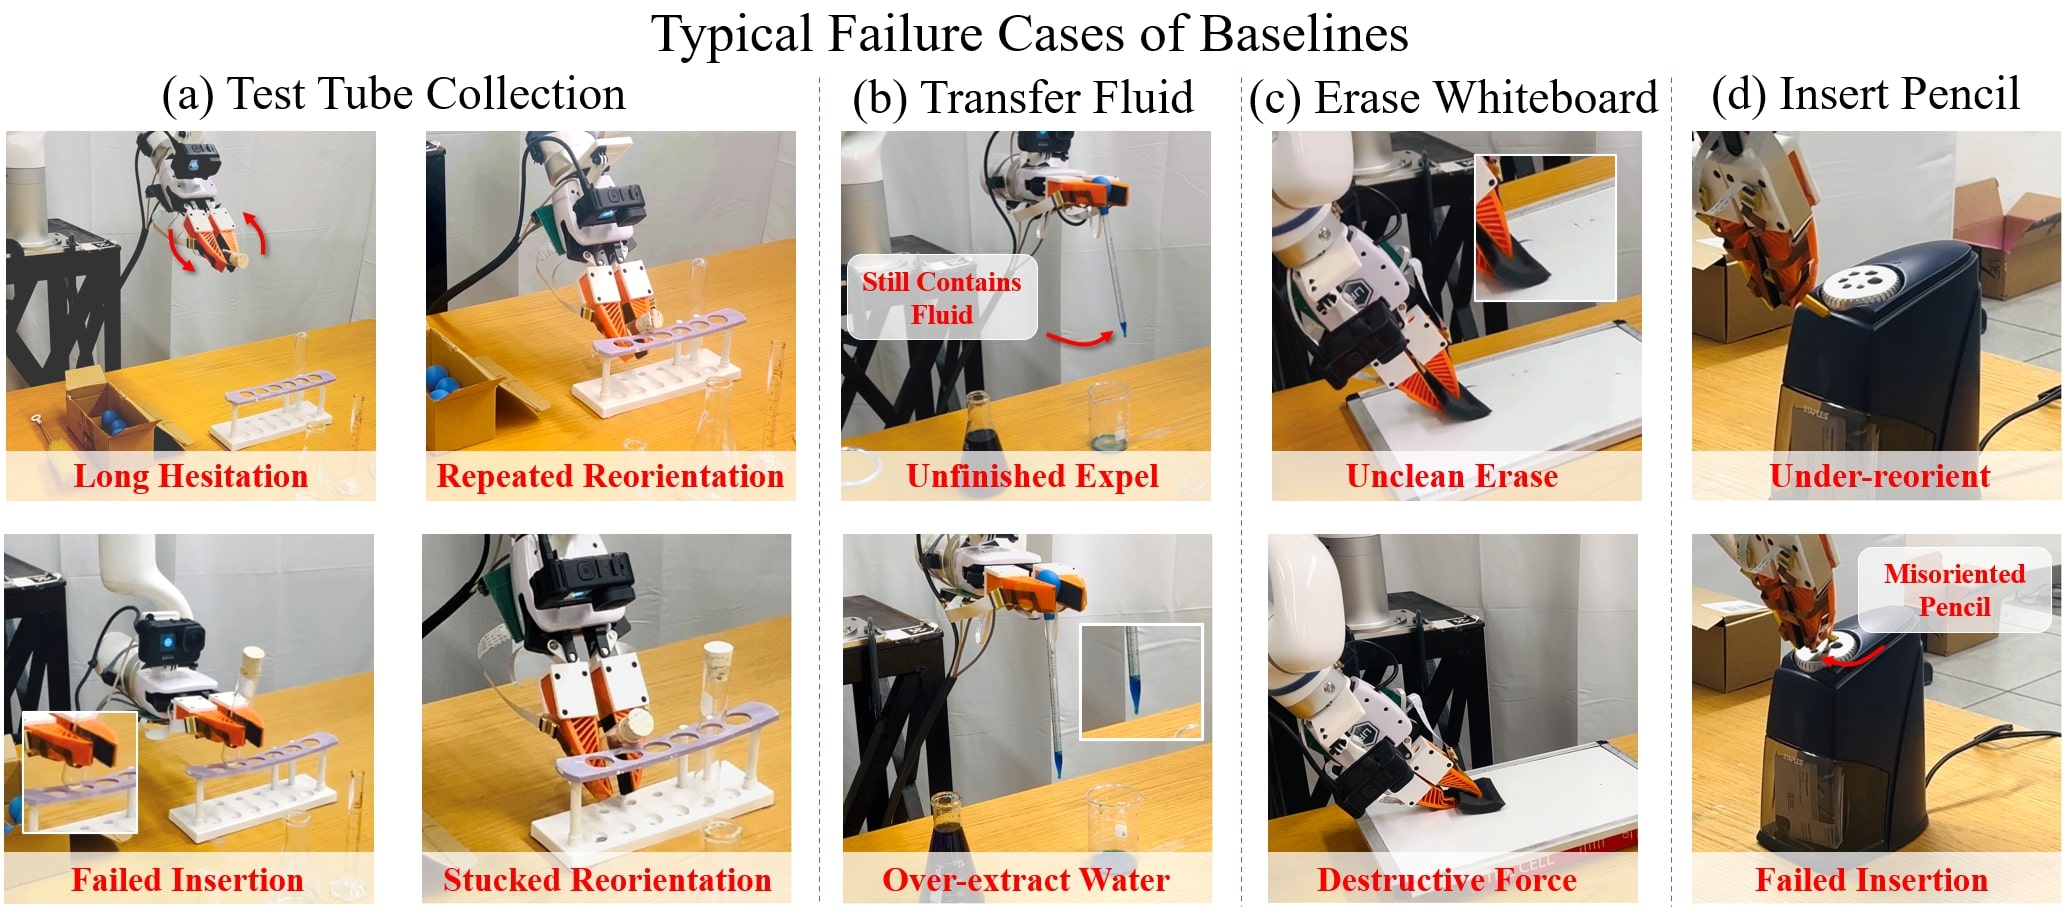 Typical Failure Cases of Baselines
(a) Test Tube Collection
(b) Transfer Fluid
(c) Erase Whiteboard
(d) Insert Pencil
Long Hesitation
Repeated Reorientation
Still Contains
Fluid
Unfinished Expel
Unclean Erase
STAPLES
Under-reorient
Failed Insertion
Stucked Reorientation
Over-extract Water
Destructive Force
Misoriented
Pencil
STAPLES
Failed Insertion